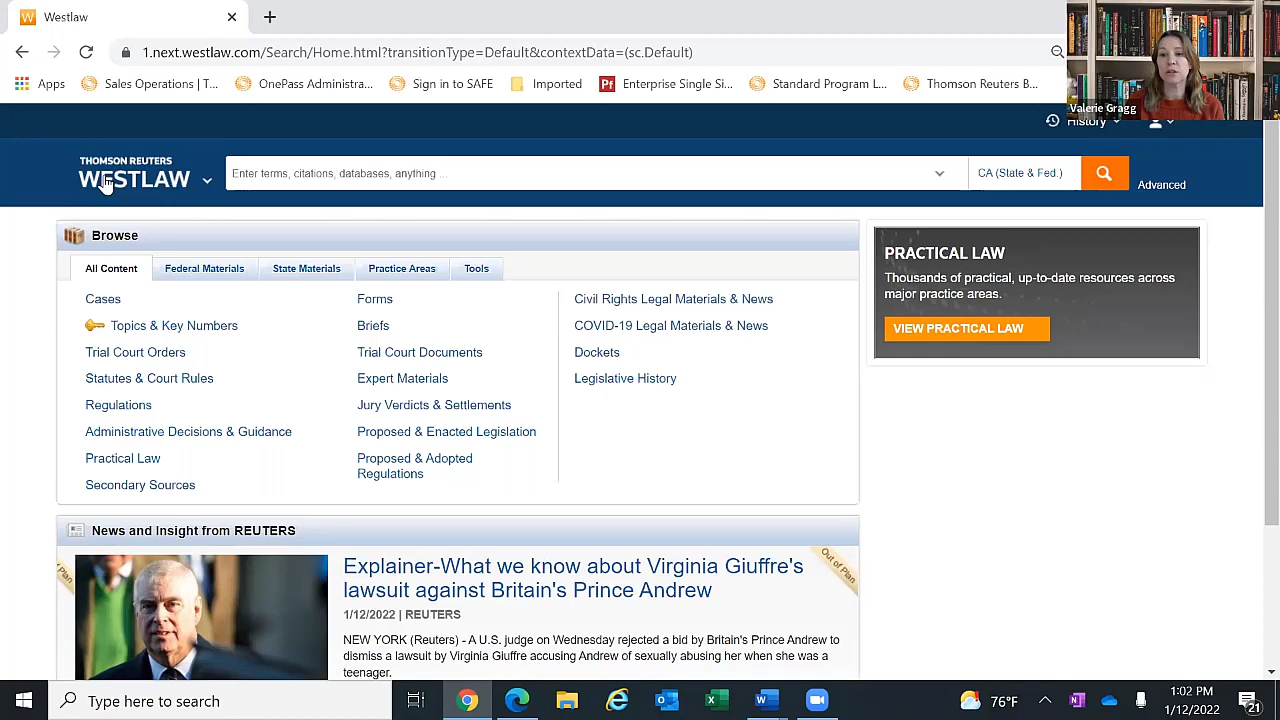 Westlaw
1.next.westlaw.com/Search/Home.html?transitionType=Default&contextData=(sc.Default)
Apps
Sales Operations | T...
OnePass Administra...
Sign in to SAFE
Imported
Pf
Enterprise Single Si...
Standard Program L...
Thomson Reuters B...
Valerie Gragg
History
THOMSON REUTERS
WESTLAW
Enter terms, citations, databases, anything ...
CA (State & Fed.)
Advanced
Browse
All Content
Federal Materials
State Materials
Practice Areas
Tools
Cases
Topics & Key Numbers
Trial Court Orders
Statutes & Court Rules
Regulations
Administrative Decisions & Guidance
Practical Law
Secondary Sources
Forms
Briefs
Trial Court Documents
Expert Materials
Jury Verdicts & Settlements
Proposed & Enacted Legislation
Proposed & Adopted
Regulations
Civil Rights Legal Materials & News
COVID-19 Legal Materials & News
Dockets
Legislative History
PRACTICAL LAW
Thousands of practical, up-to-date resources across
major practice areas.
VIEW PRACTICAL LAW
News and Insight from REUTERS
Plan
Explainer-What we know about Virginia Giuffre's
lawsuit against Britain's Prince Andrew
Out of Plan
1/12/2022 | REUTERS
NEW YORK (Reuters) - A U.S. judge on Wednesday rejected a bid by Britain's Prince Andrew to
dismiss a lawsuit by Virginia Giuffre accusing Andrew of sexually abusing her when she was a
teenager.
Type here to search
76°F
1:02 PM
1/12/2022
21